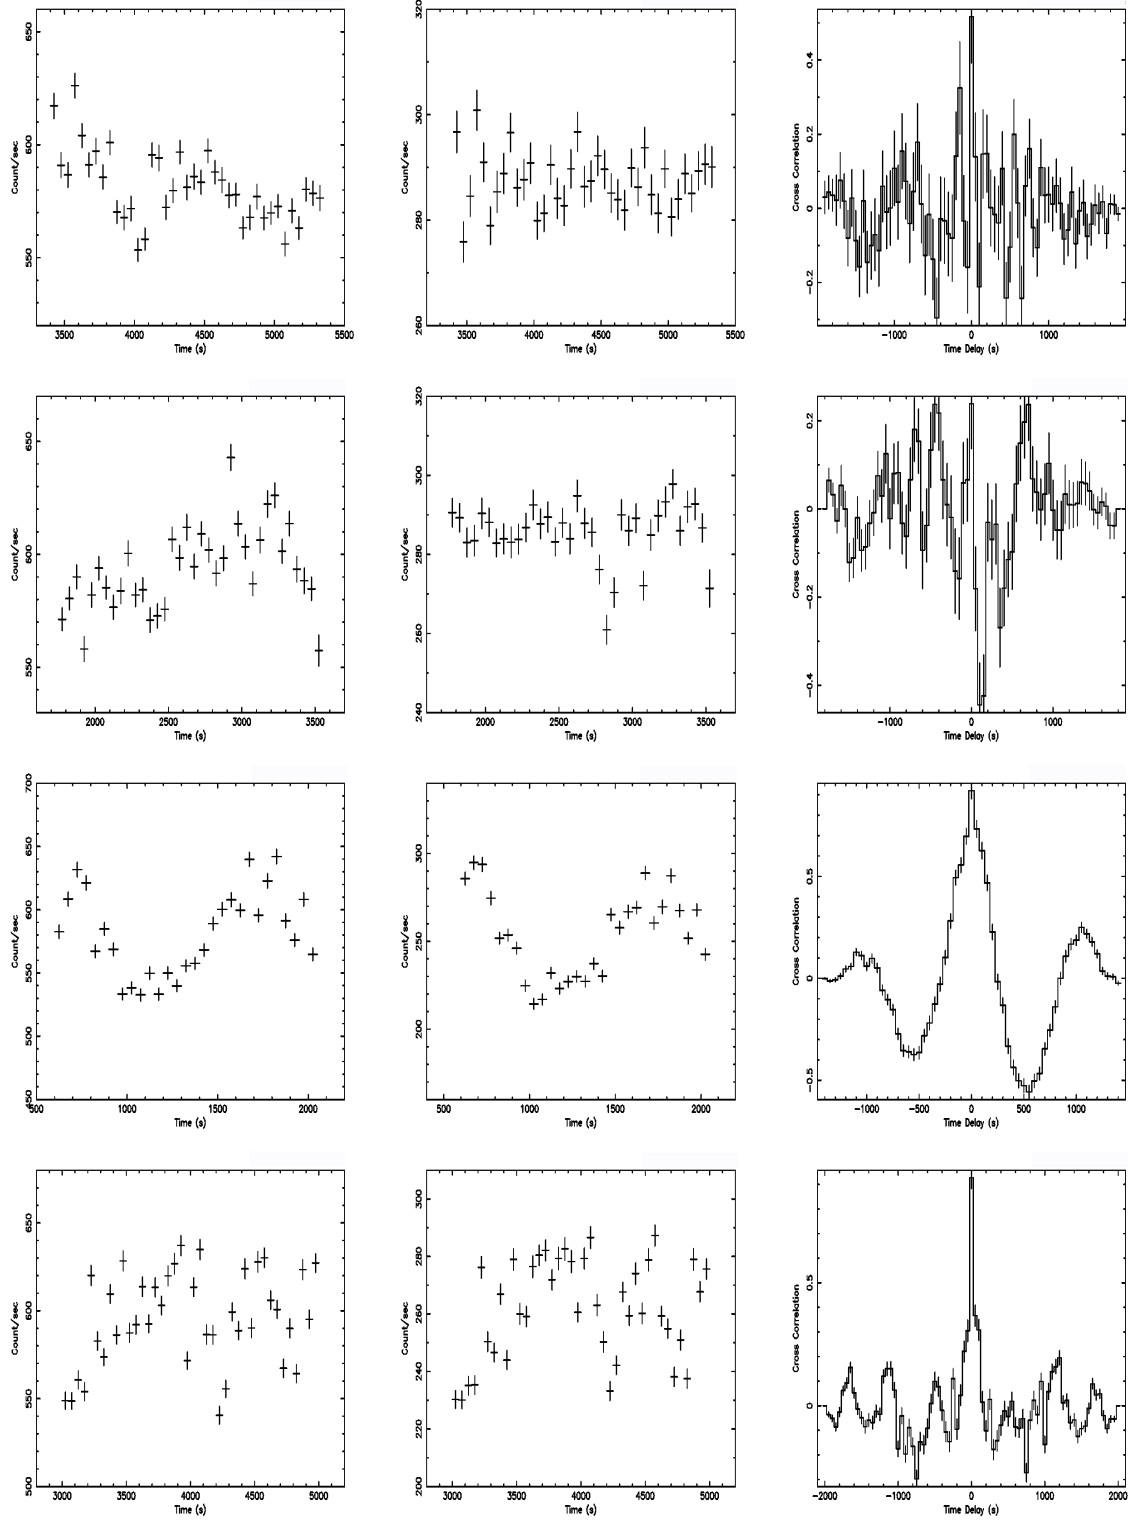 650
600
550
Count/sec
3500 4000 4500 5000 5500
Time (s)
320
300
280
260
Count/sec
3500 4000 4500 5000 5500
Time (s)
0.4
0.2
0
-0.2
Cross Correlation
-1000 0 1000
Time Delay (s)
650
600
550
Count/sec
2000 2500 3000 3500
Time (s)
320
300
280
260
240
Count/sec
2000 2500 3000 3500
Time (s)
0.2
0
-0.2
-0.4
Cross Correlation
-1000 0 1000
Time Delay (s)
700
650
600
550
500
450
Count/sec
500 1000 1500 2000
Time (s)
300
250
200
Count/sec
500 1000 1500 2000
Time (s)
0.5
0
-0.5
Cross Correlation
-1000 -500 0 500 1000
Time Delay (s)
650
600
550
500
Count/sec
3000 3500 4000 4500 5000
Time (s)
300
280
260
240
220
200
Count/sec
3000 3500 4000 4500 5000
Time (s)
0.5
0
Cross Correlation
-2000 -1000 0 1000 2000
Time Delay (s)